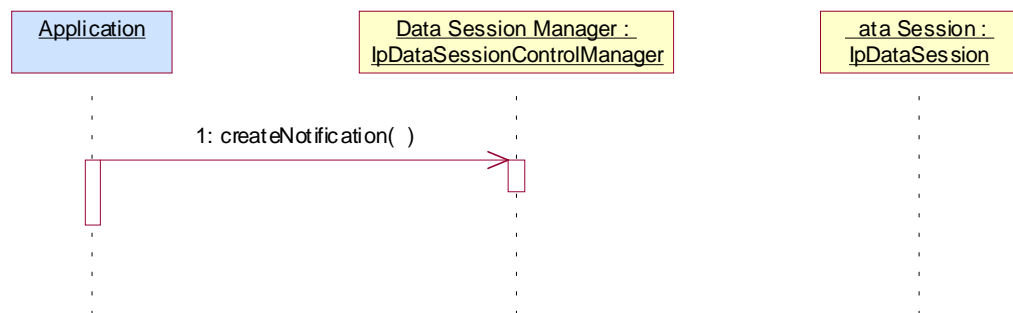 Application
Data Session Manager :
IpDataSessionControlManager
ata Session :
IpDataSession
1: createNotification( )